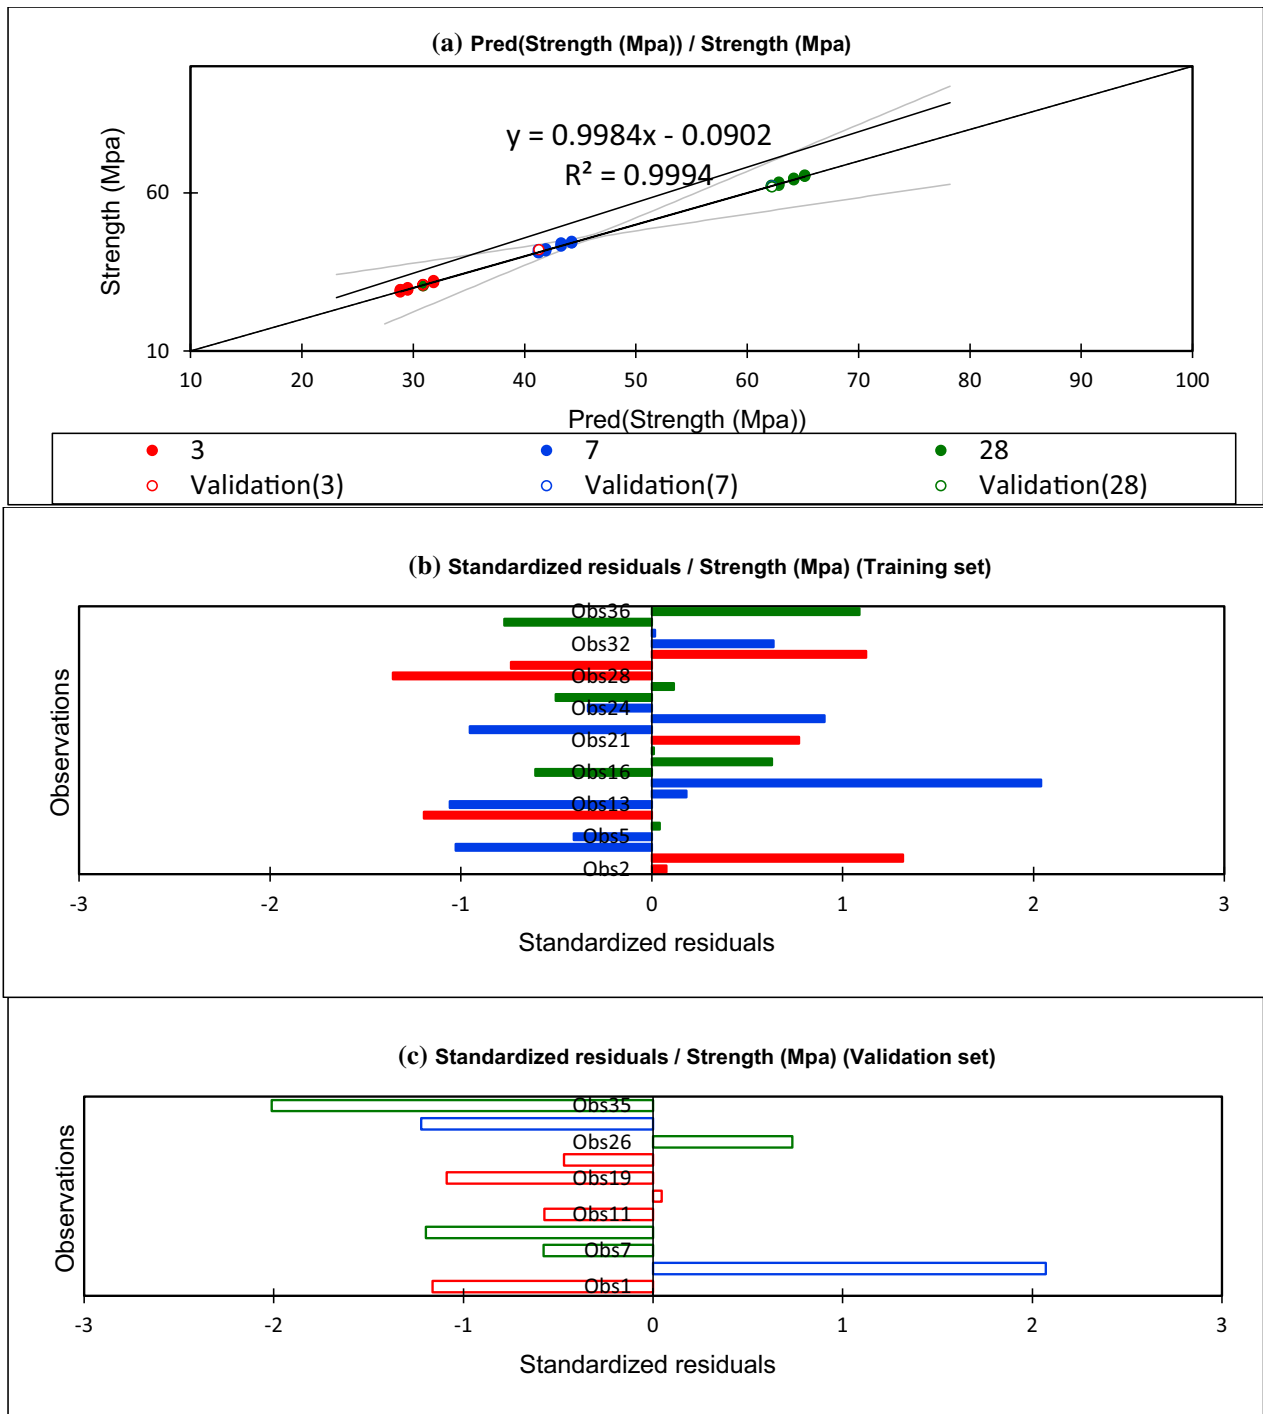 (a) Pred(Strength (Mpa)) / Strength (Mpa)
y = 0.9984x - 0.0902
R² = 0.9994
Strength (Mpa)
60
10
10 20 30 40 50 60 70 80 90 100
Pred(Strength (Mpa))
3 7 28
Validation(3) Validation(7) Validation(28)
(b) Standardized residuals / Strength (Mpa) (Training set)
Observations
Obs36
Obs32
Obs28
Obs24
Obs21
Obs16
Obs13
Obs5
Obs2
-3 -2 -1 0 1 2 3
Standardized residuals
(c) Standardized residuals / Strength (Mpa) (Validation set)
Observations
Obs35
Obs26
Obs19
Obs11
Obs7
Obs1
-3 -2 -1 0 1 2 3
Standardized residuals